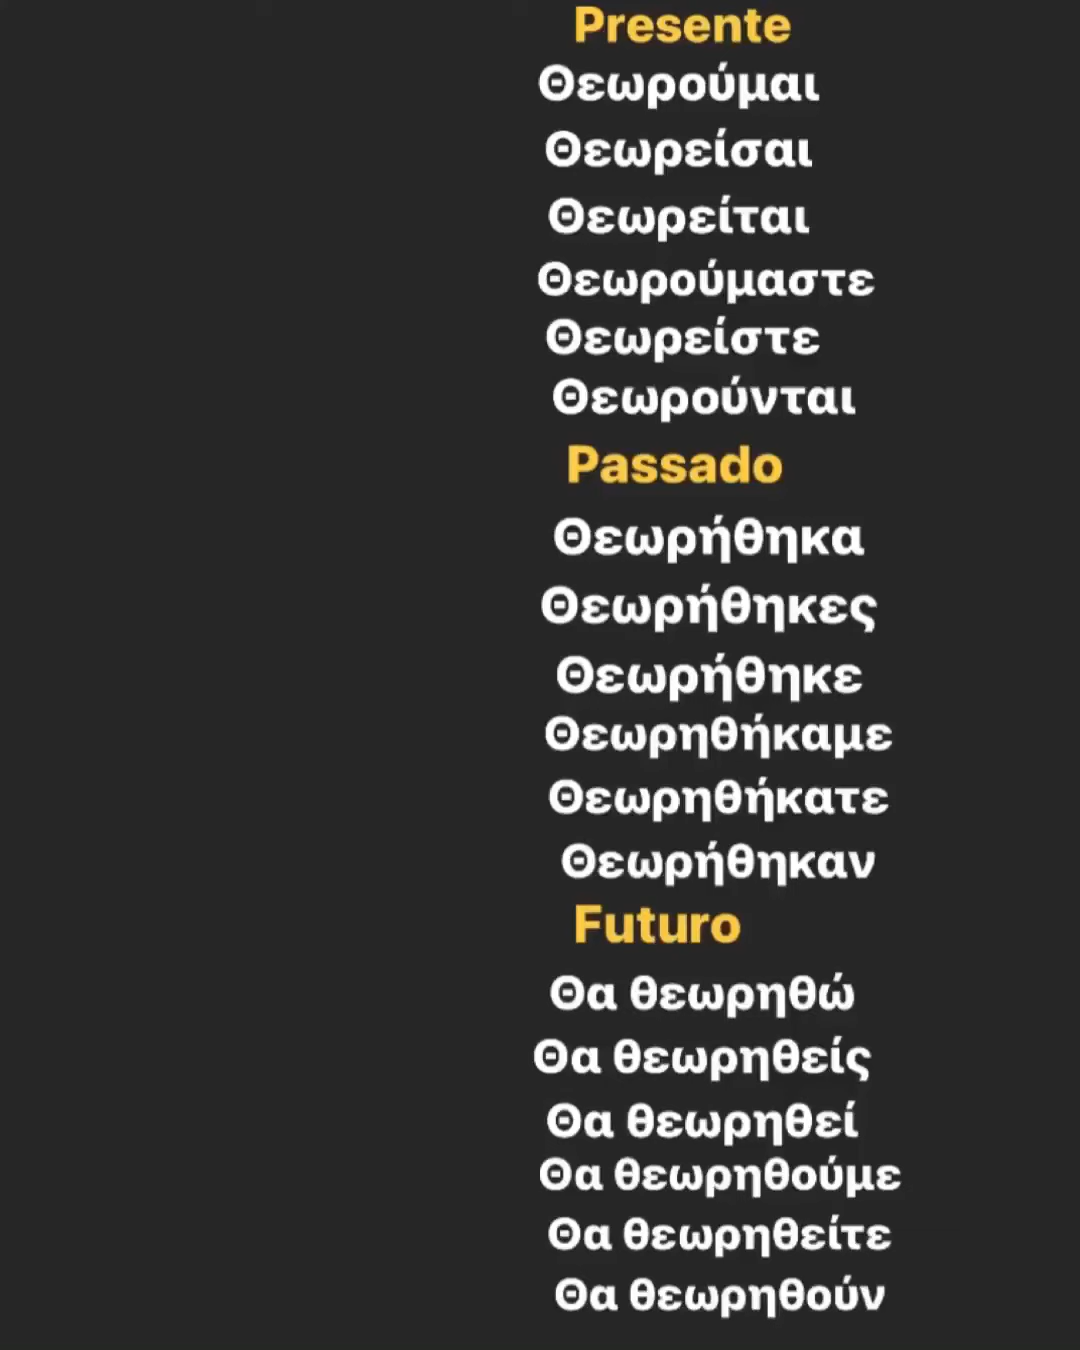 Presente
Θεωρούμαι
Θεωρείσαι
Θεωρείται
Θεωρούμαστε
Θεωρείστε
Θεωρούνται
Passado
Θεωρήθηκα
Θεωρήθηκες
Θεωρήθηκε
Θεωρηθήκαμε
Θεωρηθήκατε
Θεωρήθηκαν
Futuro
Θα θεωρηθώ
Θα θεωρηθείς
Θα θεωρηθεί
Θα θεωρηθούμε
Θα θεωρηθείτε
Θα θεωρηθούν